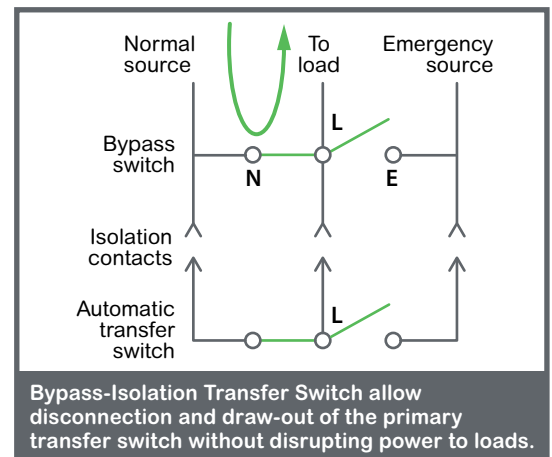 Normal
source
To
load
Emergency
source
L
Bypass
switch
N
E
Isolation
contacts
Automatic
transfer
switch
L
Bypass-Isolation Transfer Switch allow
disconnection and draw-out of the primary
transfer switch without disrupting power to loads.